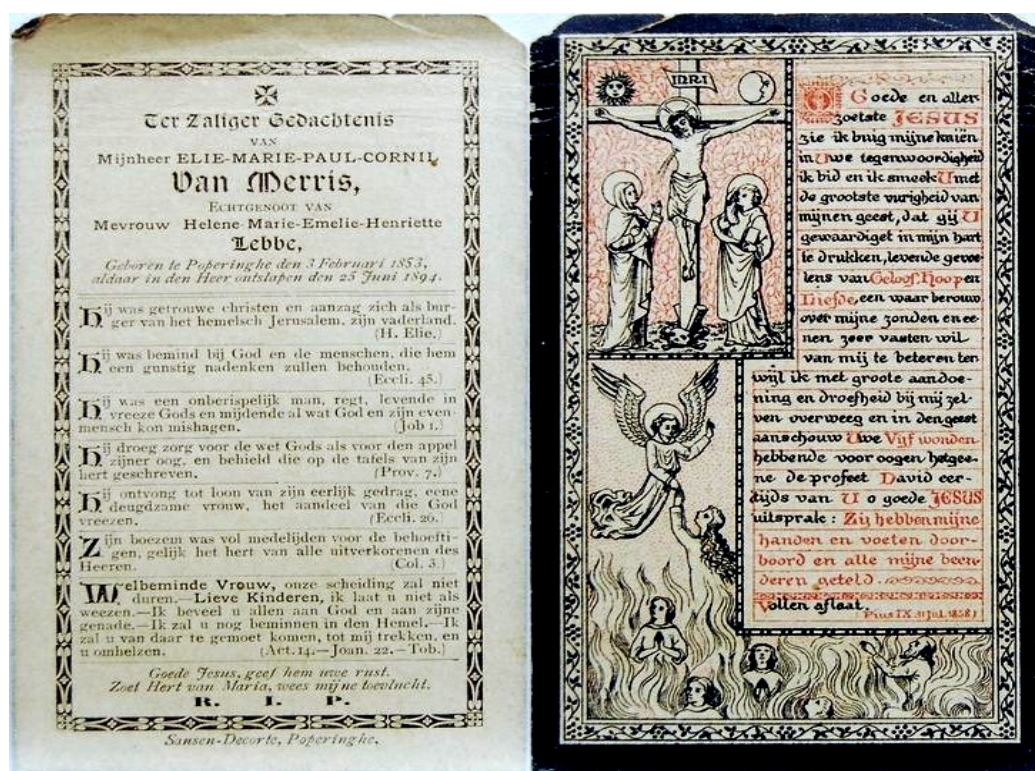 Ter Zaliger Gedachtenis
VAN
Mijnheer ELIE-MARIE-PAUL-CORNIL
Van Merris,
ECHTGENOOT VAN
Mevrouw Helene-Marie-Emelie-Henriette
Lebbe,
Geboren te Poperinghe den 3 Februari 1853,
aldaar in den Heer ontslapen den 25 Juni 1894.
Hij was getrouwe christen en aanzag zich als bur-
ger van het hemelsch Jerusalem, zijn vaderland.
(H. Elie.)
Hij was bemind bij God en de menschen, die hem
een gunstig nadenken zullen behouden.
(Eccli. 45.)
Hij was een onberispelijk man, regt, levende in
vreeze Gods en mijdende al wat God en zijn even-
mensch kon mishagen. (Job 1.)
Hij droeg zorg voor de wet Gods als voor den appel
zijner oog, en behield die op de tafels van zijn
hert geschreven. (Prov. 7.)
Hij ontvong tot loon van zijn eerlijk gedrag, eene
deugdzame vrouw, het aandeel van die God
vreezen. (Eccli. 26.)
Zijn boezem was vol medelijden voor de behoefti-
gen, gelijk het hert van alle uitverkorenen des
Heeren. (Col. 3.)
Welbeminde Vrouw, onze scheiding zal niet
duren.—Lieve Kinderen, ik laat u niet als
weezen.—Ik beveel u allen aan God en aan zijne
genade.—Ik zal u nog beminnen in den Hemel.—Ik
zal u van daar te gemoet komen, tot mij trekken, en
u omhelzen. (Act. 14.—Joan. 22.—Tob.)
Goede Jesus, geef hem uwe rust.
Zoet Hert van Maria, wees mijne toevlucht.
R. I. P.
Sansen-Decorte, Poperinghe.
INRI
O Goede en aller-
zoetste JESUS
zie ik buig mijne kniën
in Uwe tegenwoordigheid
ik bid en ik smeek U met
de grootste vurigheid van
mijnen geest, dat gij U
gewaardiget in mijn hart
te drukken, levende gevoe
lens van Geloof, Hoop en
Liefde, een waar berouw
over mijne zonden en ee-
nen zeer vasten wil
van mij te beteren ter
wijl ik met groote aandoe-
ning en droefheid bij mij zel-
ven overweeg en in den geest
aanschouw Uwe Vijf wonden
hebbende voor oogen hetgee-
ne de profeet David eer-
tijds van U o goede JESUS
uitsprak: Zij hebben mijne
handen en voeten door-
boord en alle mijne been-
deren geteld.
Vollen aflaat.
(Pius IX 31 Jul. 1858)